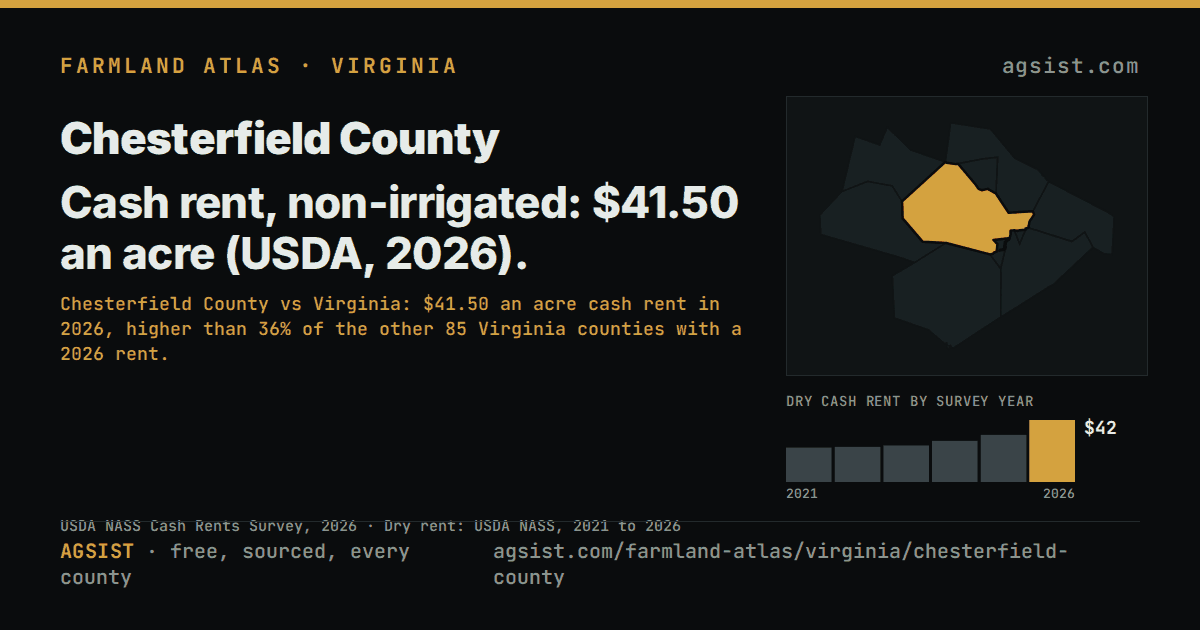 FARMLAND ATLAS · VIRGINIA
agsist.com
Chesterfield County
Cash rent, non-irrigated: $41.50
an acre (USDA, 2026).
Chesterfield County vs Virginia: $41.50 an acre cash rent in
2026, higher than 36% of the other 85 Virginia counties with a
2026 rent.
DRY CASH RENT BY SURVEY YEAR
$42
2021
2026
USDA NASS Cash Rents Survey, 2026 · Dry rent: USDA NASS, 2021 to 2026
AGSIST · free, sourced, every
county
agsist.com/farmland-atlas/virginia/chesterfield-
county